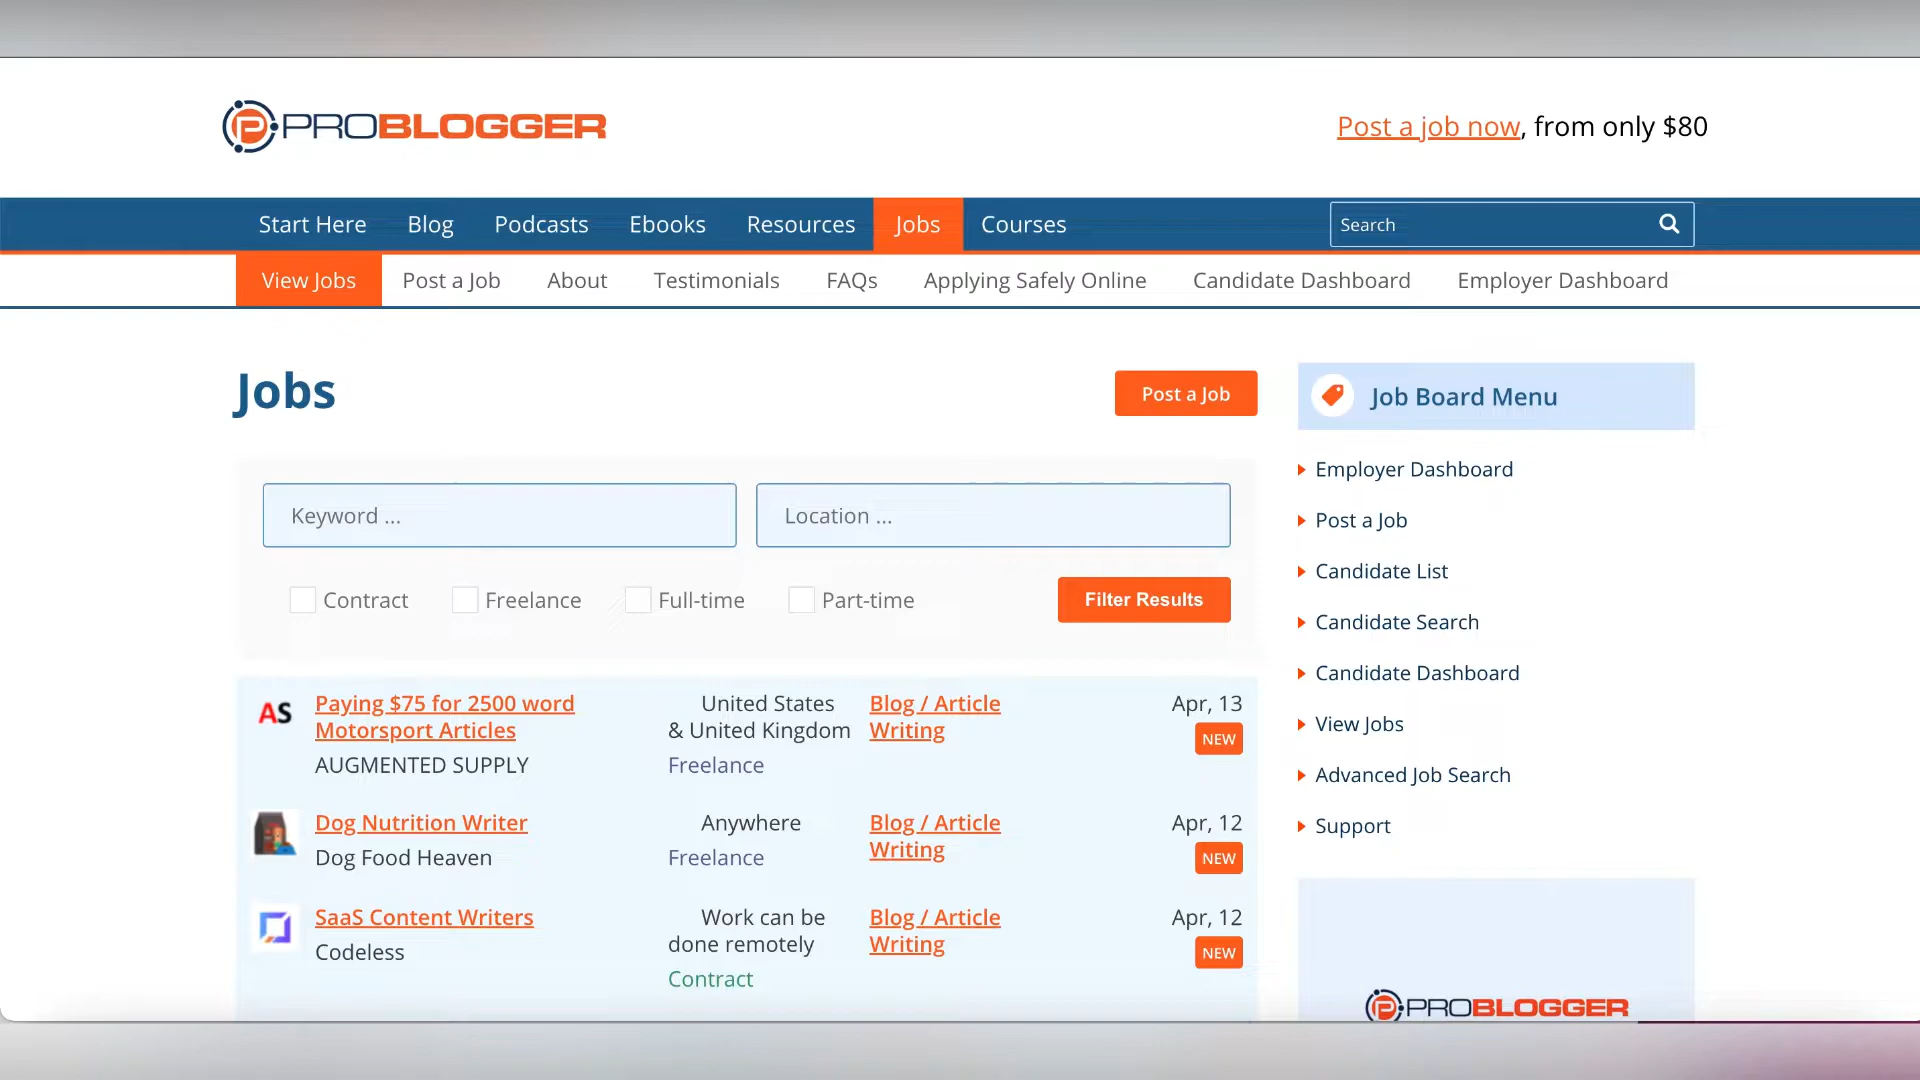 PROBLOGGER
Post a job now, from only $80
Start Here Blog Podcasts Ebooks Resources Jobs Courses Search
View Jobs Post a Job About Testimonials FAQs Applying Safely Online Candidate Dashboard Employer Dashboard
Jobs
Post a Job
Keyword ... Location ...
Contract Freelance Full-time Part-time Filter Results
AS Paying $75 for 2500 word United States Blog / Article Apr, 13
Motorsport Articles & United Kingdom Writing NEW
AUGMENTED SUPPLY Freelance
Dog Nutrition Writer Anywhere Blog / Article Apr, 12
Dog Food Heaven Freelance Writing NEW
SaaS Content Writers Work can be Blog / Article Apr, 12
Codeless done remotely Writing NEW
Contract
Job Board Menu
Employer Dashboard
Post a Job
Candidate List
Candidate Search
Candidate Dashboard
View Jobs
Advanced Job Search
Support
PROBLOGGER